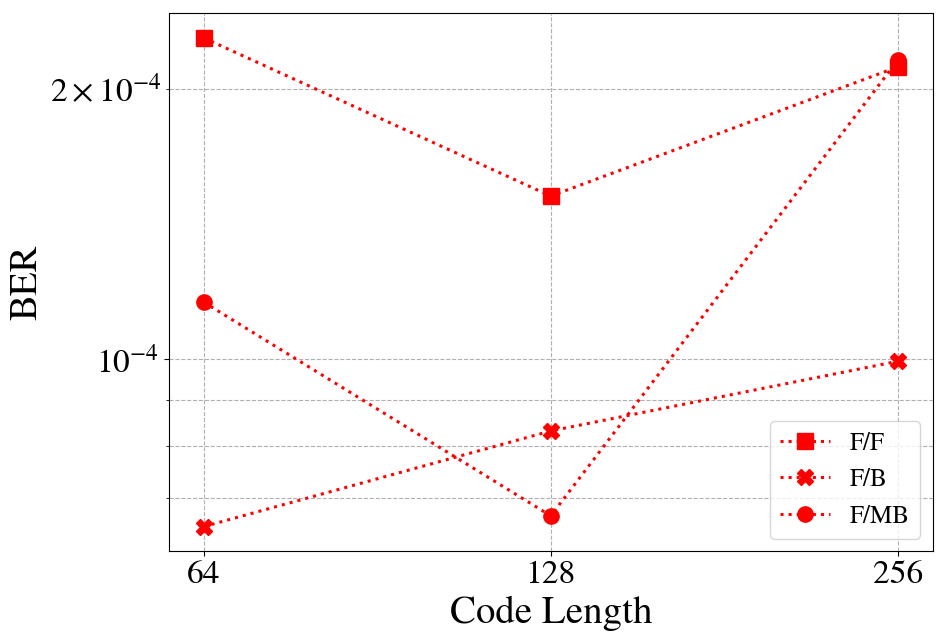 2 × 10⁻⁴
10⁻⁴
BER
64 128 256
Code Length
F/F
F/B
F/MB